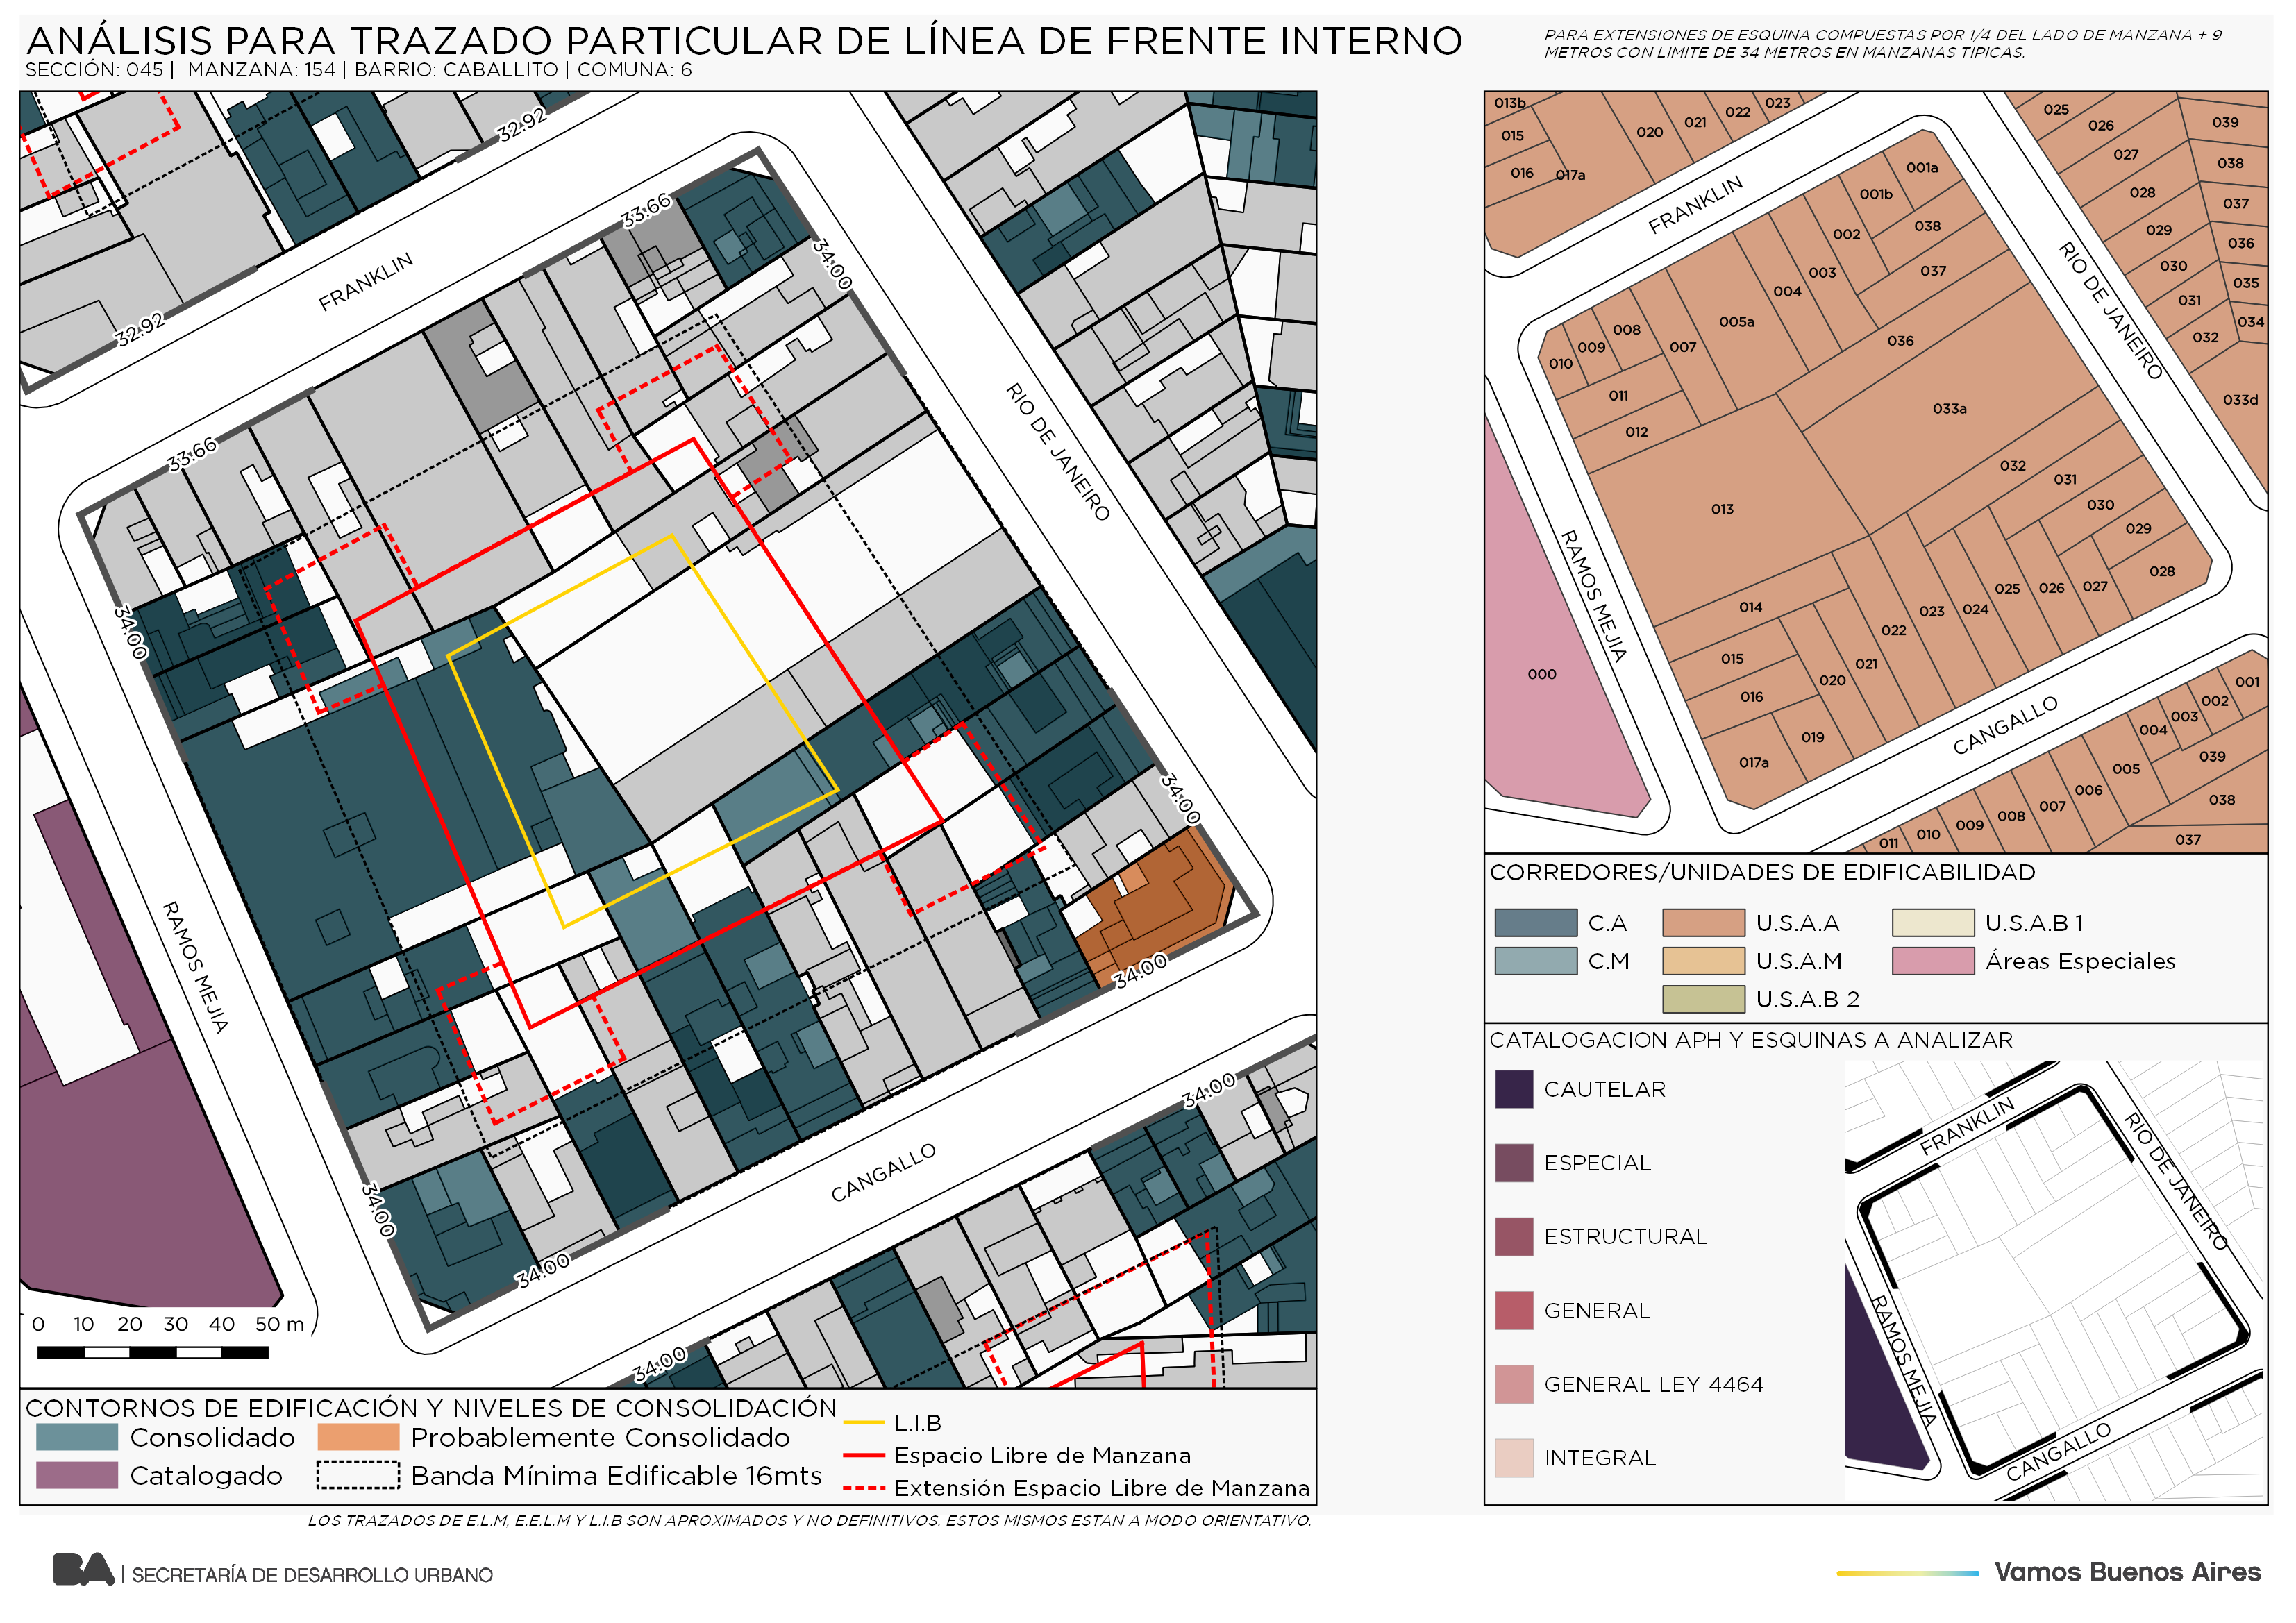 ANÁLISIS PARA TRAZADO PARTICULAR DE LÍNEA DE FRENTE INTERNO
SECCIÓN: 045 | MANZANA: 154 | BARRIO: CABALLITO | COMUNA: 6
PARA EXTENSIONES DE ESQUINA COMPUESTAS POR 1/4 DEL LADO DE MANZANA + 9
METROS CON LIMITE DE 34 METROS EN MANZANAS TIPICAS.
32.92
33.66
FRANKLIN
34.00
32.92
RIO DE JANEIRO
33.66
34.00
34.00
RAMOS MEJIA
34.00
34.00
34.00
34.00
CANGALLO
34.00
0 10 20 30 40 50 m
CONTORNOS DE EDIFICACIÓN Y NIVELES DE CONSOLIDACIÓN
Consolidado
Probablemente Consolidado
Catalogado
Banda Mínima Edificable 16mts
L.I.B
Espacio Libre de Manzana
Extensión Espacio Libre de Manzana
LOS TRAZADOS DE E.L.M, E.E.L.M Y L.I.B SON APROXIMADOS Y NO DEFINITIVOS. ESTOS MISMOS ESTAN A MODO ORIENTATIVO.
013b
015
016
017a
020
021
022
023
025
026
027
028
029
030
031
032
033d
039
038
037
036
035
034
FRANKLIN
RIO DE JANEIRO
001a
001b
002
038
037
003
004
005a
036
007
008
009
010
011
012
033a
013
032
031
030
029
028
027
026
025
024
023
022
021
020
014
015
016
019
017a
RAMOS MEJIA
000
CANGALLO
001
002
003
004
005
006
007
008
009
010
011
039
038
037
CORREDORES/UNIDADES DE EDIFICABILIDAD
C.A
U.S.A.A
U.S.A.B 1
C.M
U.S.A.M
Áreas Especiales
U.S.A.B 2
CATALOGACION APH Y ESQUINAS A ANALIZAR
CAUTELAR
ESPECIAL
ESTRUCTURAL
GENERAL
GENERAL LEY 4464
INTEGRAL
FRANKLIN
RIO DE JANEIRO
RAMOS MEJIA
CANGALLO
BA | SECRETARÍA DE DESARROLLO URBANO
Vamos Buenos Aires